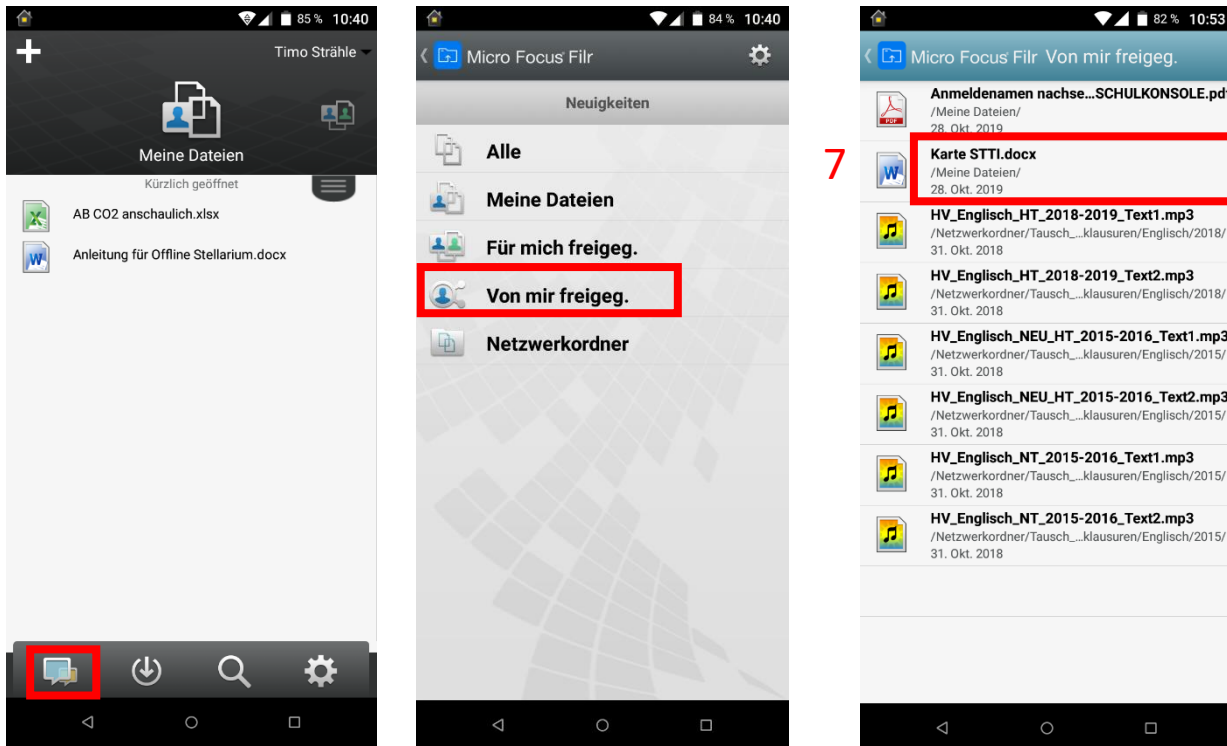 85 % 10:40
Timo Strähle
Meine Dateien
Kürzlich geöffnet
AB CO2 anschaulich.xlsx
Anleitung für Offline Stellarium.docx
84 % 10:40
Micro Focus Filr
Neuigkeiten
Alle
Meine Dateien
Für mich freigeg.
Von mir freigeg.
Netzwerkordner
7
82 % 10:53
Micro Focus Filr Von mir freigeg.
PDF
Anmeldenamen nachse...SCHULKONSOLE.pdf
/Meine Dateien/
28. Okt. 2019
Karte STTI.docx
/Meine Dateien/
28. Okt. 2019
HV_Englisch_HT_2018-2019_Text1.mp3
/Netzwerkordner/Tausch_...klausuren/Englisch/2018/
31. Okt. 2018
HV_Englisch_HT_2018-2019_Text2.mp3
/Netzwerkordner/Tausch_...klausuren/Englisch/2018/
31. Okt. 2018
HV_Englisch_NEU_HT_2015-2016_Text1.mp3
/Netzwerkordner/Tausch_...klausuren/Englisch/2015/
31. Okt. 2018
HV_Englisch_NEU_HT_2015-2016_Text2.mp3
/Netzwerkordner/Tausch_...klausuren/Englisch/2015/
31. Okt. 2018
HV_Englisch_NT_2015-2016_Text1.mp3
/Netzwerkordner/Tausch_...klausuren/Englisch/2015/
31. Okt. 2018
HV_Englisch_NT_2015-2016_Text2.mp3
/Netzwerkordner/Tausch_...klausuren/Englisch/2015/
31. Okt. 2018